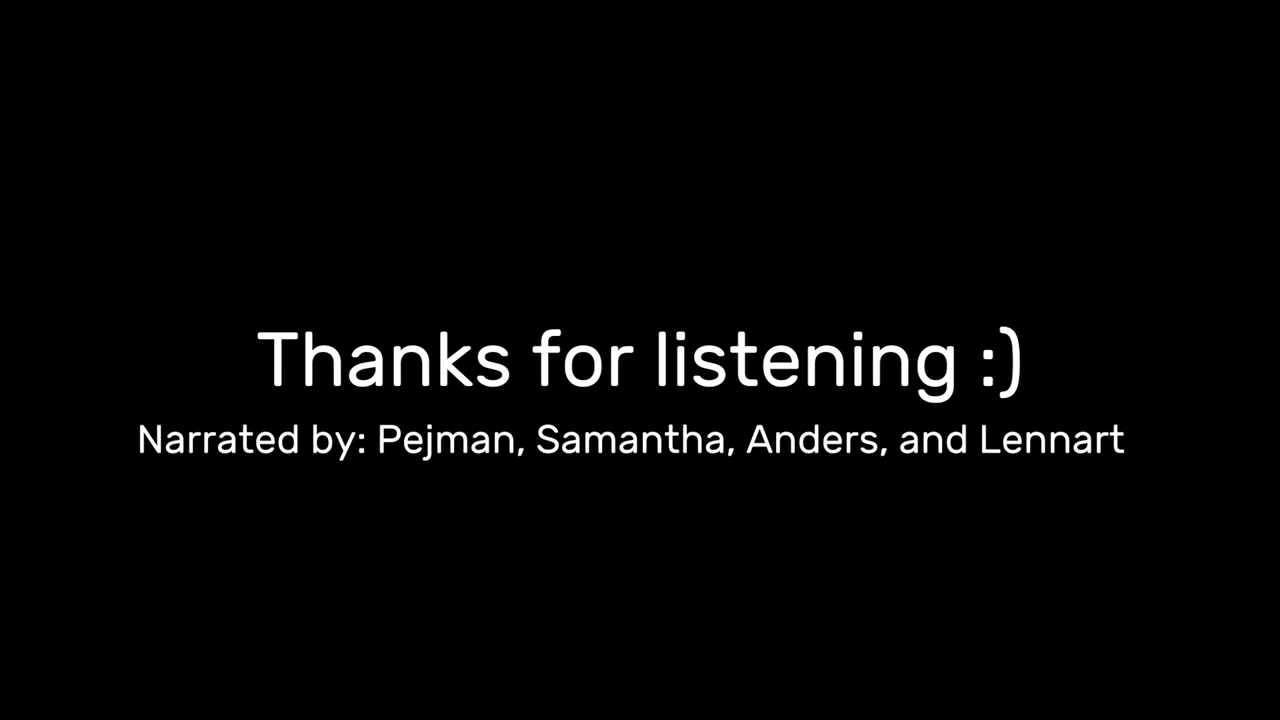 Thanks for listening :)
Narrated by: Pejman, Samantha, Anders, and Lennart